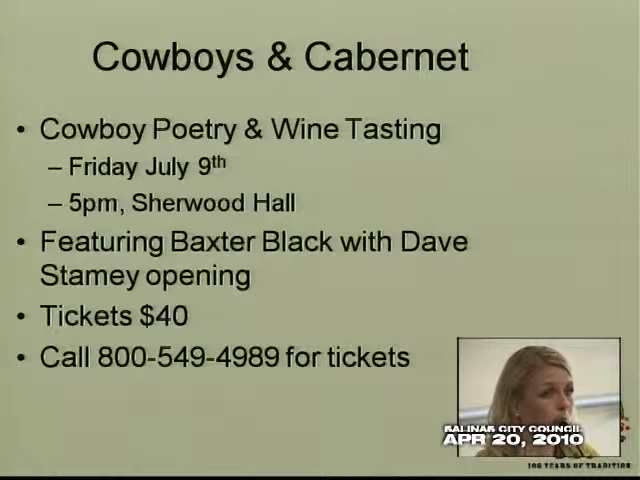 Cowboys & Cabernet
• Cowboy Poetry & Wine Tasting
– Friday July 9th
– 5pm, Sherwood Hall
• Featuring Baxter Black with Dave
Stamey opening
• Tickets $40
• Call 800-549-4989 for tickets
SALINAS CITY COUNCIL
APR 20, 2010
100 YEARS OF TRADITION